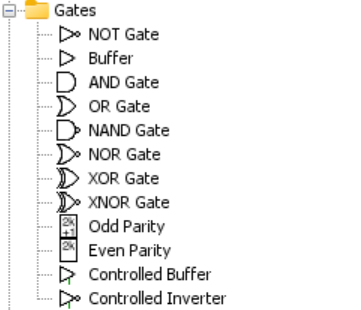 Gates
NOT Gate
Buffer
AND Gate
OR Gate
NAND Gate
NOR Gate
XOR Gate
XNOR Gate
2k
+1
Odd Parity
2k
Even Parity
Controlled Buffer
Controlled Inverter